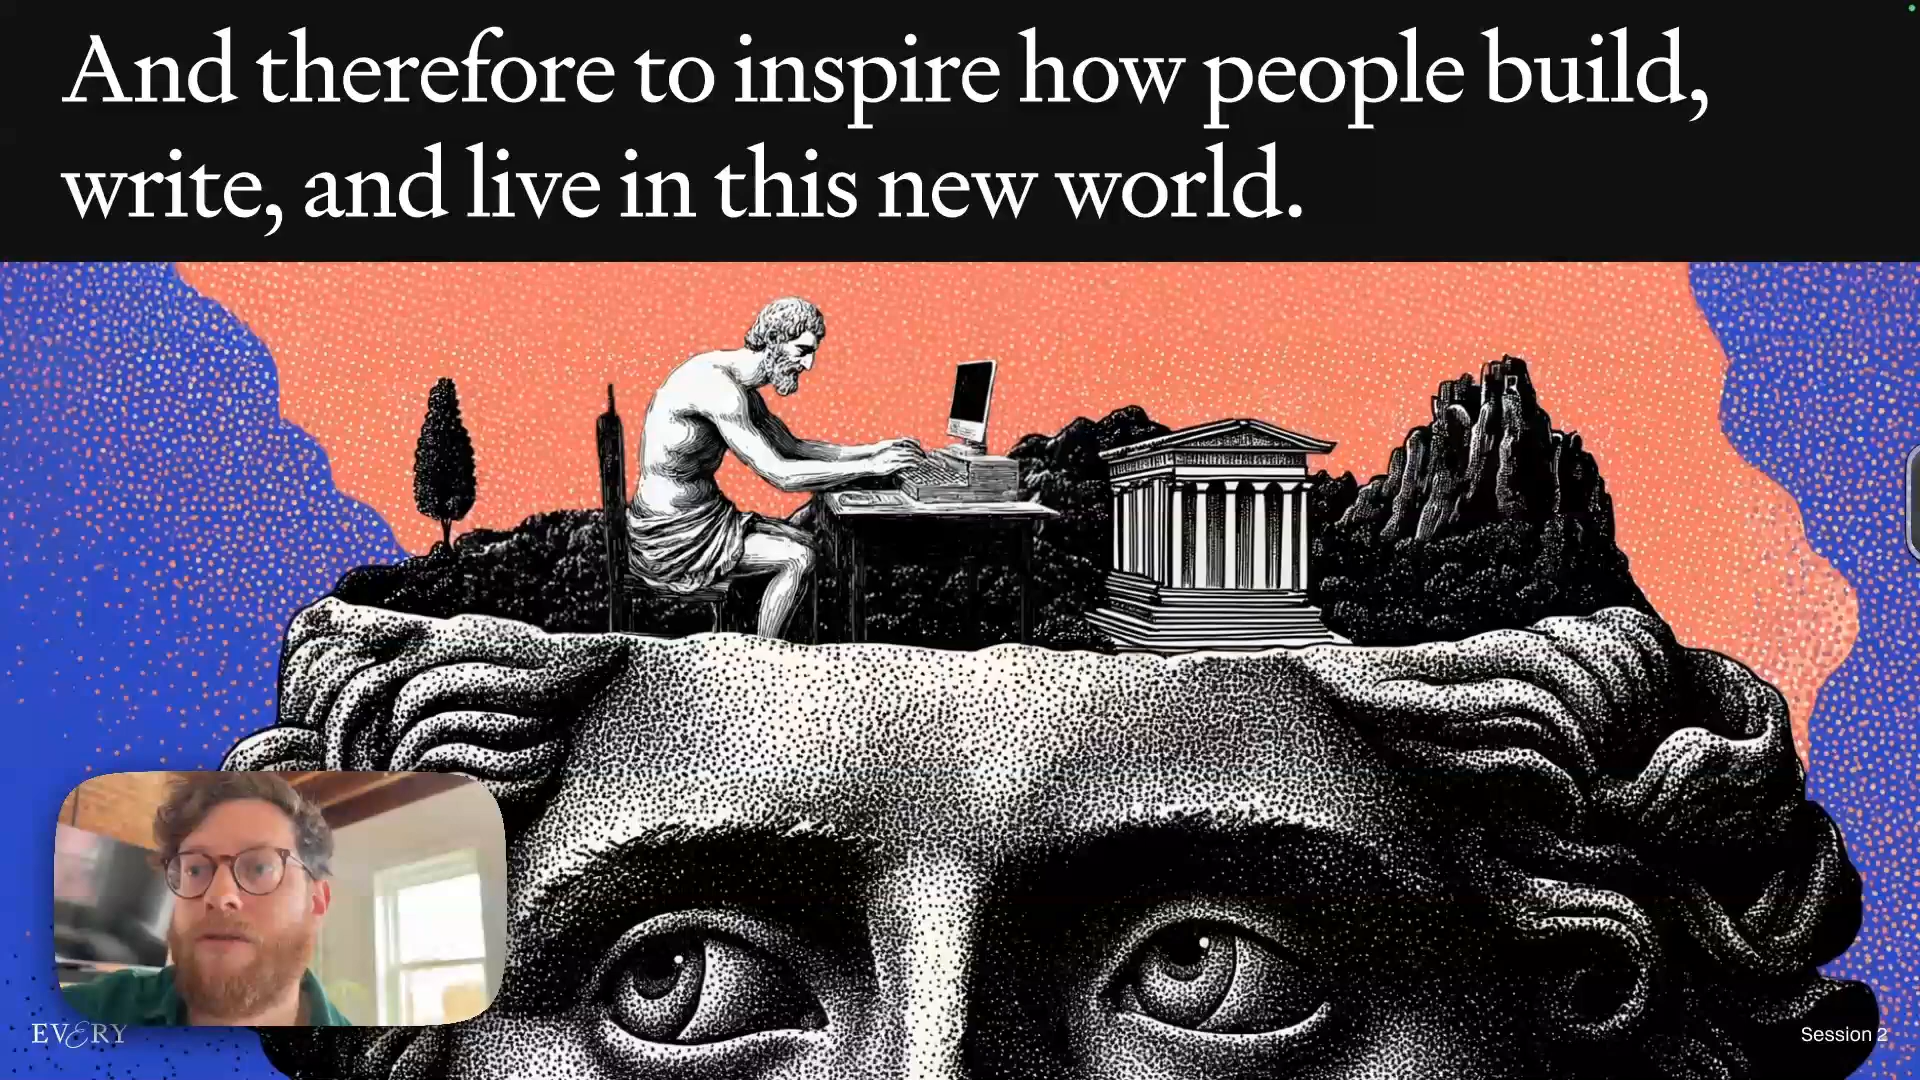 And therefore to inspire how people build,
write, and live in this new world.
EVERY
Session 2